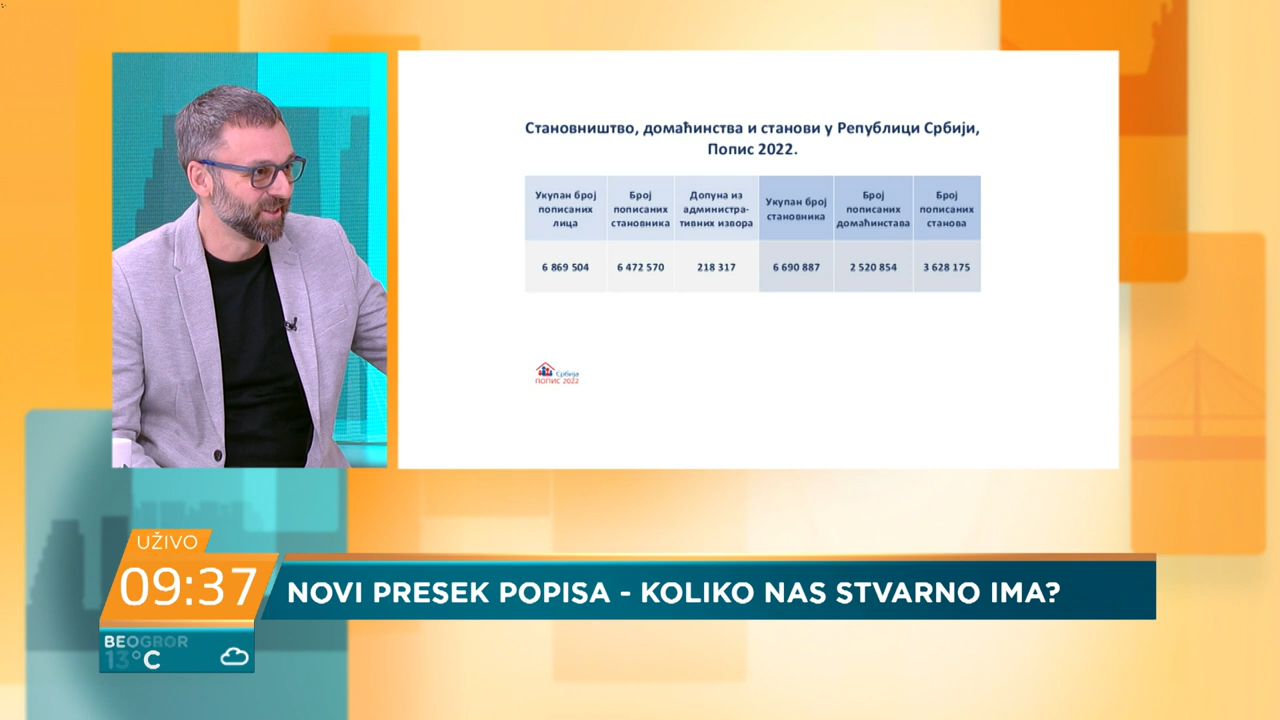 Становништво, домаћинства и станови у Републици Србији,
Попис 2022.
Укупан број
пописаних
лица
Број
пописаних
становника
Допуна из
администра-
тивних извора
Укупан број
становника
Број
пописаних
домаћинстава
Број
пописаних
станова
6 869 504
6 472 570
218 317
6 690 887
2 520 854
3 628 175
Србија
ПОПИС 2022
UŽIVO
09:37
NOVI PRESEK POPISA - KOLIKO NAS STVARNO IMA?
13°C